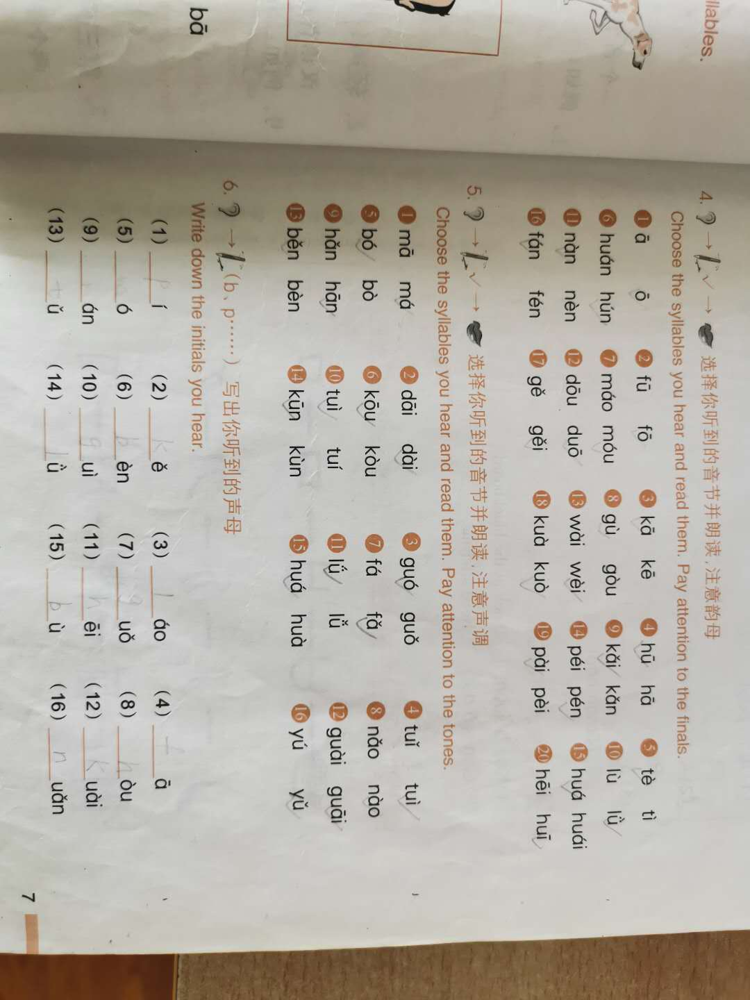 llables.
bā
4. → √ → 选择你听到的音节并朗读,注意韵母
Choose the syllables you hear and read them. Pay attention to the finals.
1 ā ō 2 fū fō 3 kā kē 4 hū hā 5 tè tì
6 huán hún 7 máo móu 8 gù gòu 9 kǎi kǎn 10 lù lǜ
11 nàn nèn 12 dōu duō 13 wài wèi 14 péi pén 15 huá huái
16 fán fén 17 gě gěi 18 kuà kuò 19 pài pèi 20 hēi huī
5. → √ → 选择你听到的音节并朗读,注意声调
Choose the syllables you hear and read them. Pay attention to the tones.
1 mā má 2 dāi dài 3 guó guǒ 4 tuǐ tuì
5 bó bò 6 kōu kòu 7 fá fǎ 8 nǎo nào
9 hǎn hān 10 tuì tuí 11 lǘ lǚ 12 guài guāi
13 běn bèn 14 kūn kùn 15 huá huà 16 yú yǔ
6. → (b、p……) 写出你听到的声母
Write down the initials you hear.
(1) p í (2) k ě (3) l áo (4) f ā
(5) ó (6) b èn (7) g uǒ (8) h òu
(9) án (10) g uì (11) h ēi (12) k uài
(13) t ǔ (14) l ǜ (15) b ù (16) n uǎn
7